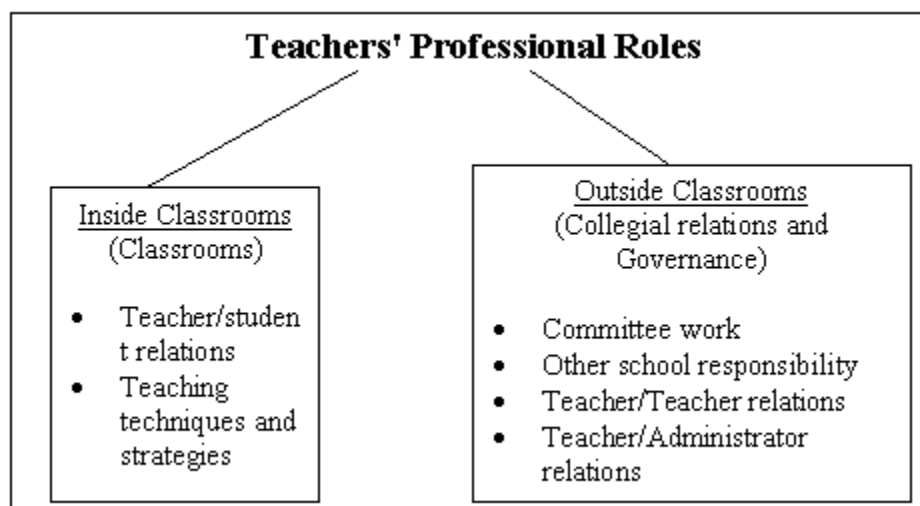 Teachers' Professional Roles
Inside Classrooms
(Classrooms)
• Teacher/studen
t relations
• Teaching
techniques and
strategies
Outside Classrooms
(Collegial relations and
Governance)
• Committee work
• Other school responsibility
• Teacher/Teacher relations
• Teacher/Administrator
relations